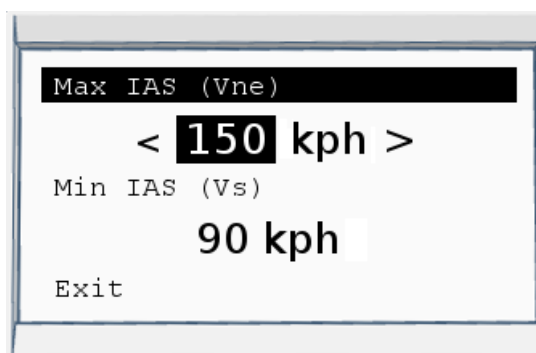 Max IAS (Vne)
< 150 kph >
Min IAS (Vs)
90 kph
Exit